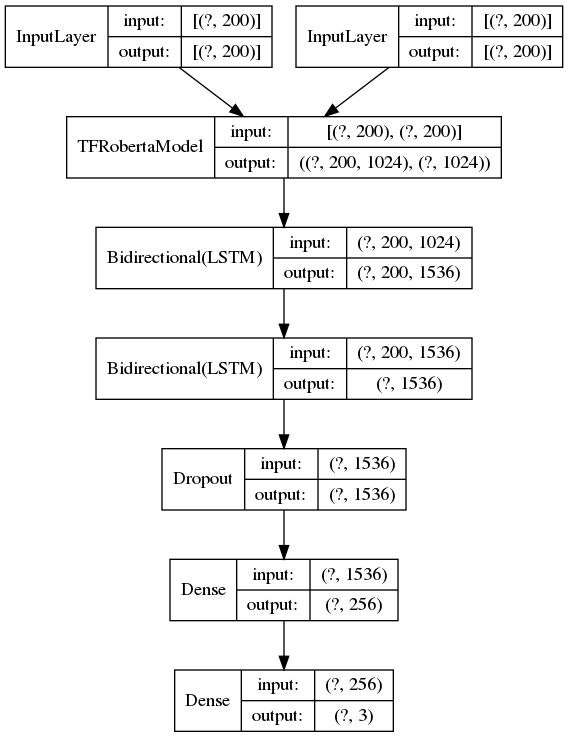 InputLayer input: [(?, 200)] InputLayer input: [(?, 200)]
output: [(?, 200)] output: [(?, 200)]
TFRobertaModel input: [(?, 200), (?, 200)]
output: ((?, 200, 1024), (?, 1024))
Bidirectional(LSTM) input: (?, 200, 1024)
output: (?, 200, 1536)
Bidirectional(LSTM) input: (?, 200, 1536)
output: (?, 1536)
Dropout input: (?, 1536)
output: (?, 1536)
Dense input: (?, 1536)
output: (?, 256)
Dense input: (?, 256)
output: (?, 3)